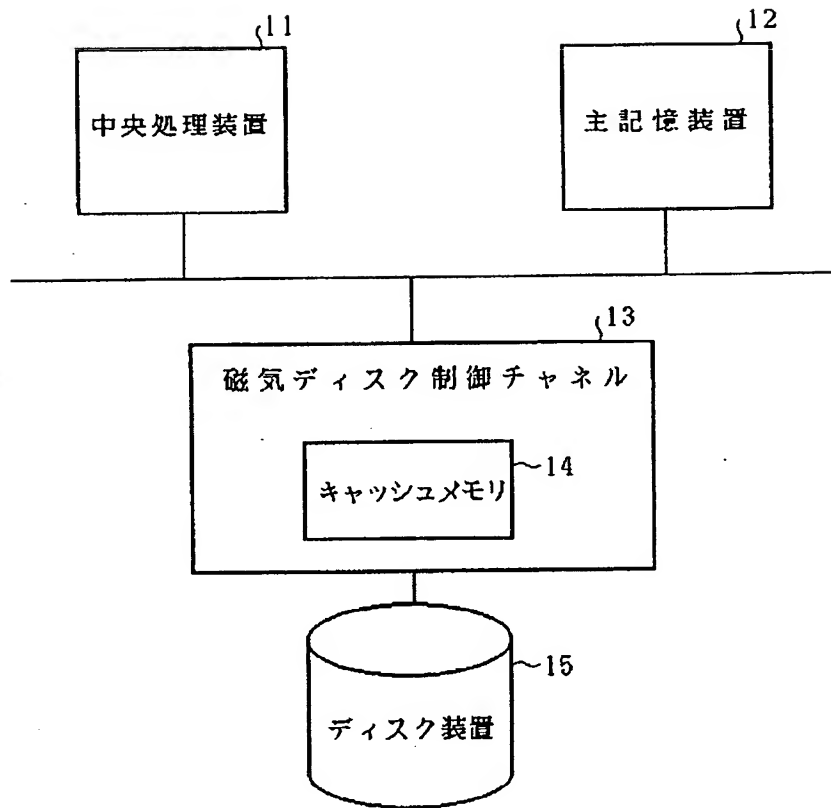 11
中央処理装置
12
主記憶装置
13
磁気ディスク制御チャネル
キャッシュメモリ
14
15
ディスク装置